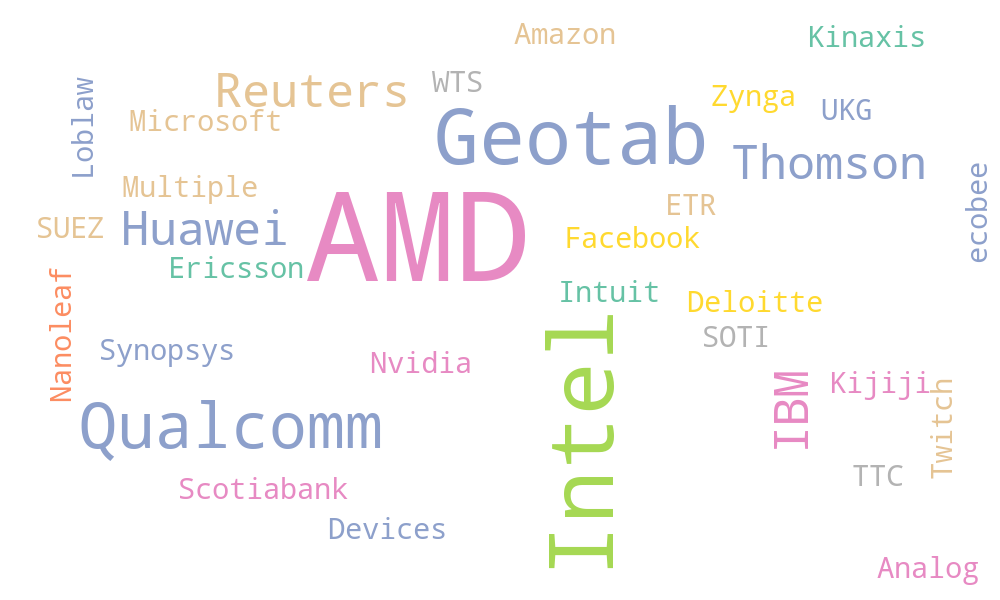 Amazon
Kinaxis
Reuters
WTS
Zynga
UKG
Microsoft
Loblaw
Geotab
Thomson
Multiple
ETR
ecobee
SUEZ
Huawei
AMD
Facebook
Ericsson
Intuit
Deloitte
Nanoleaf
SOTI
Synopsys
Nvidia
Kijiji
IBM
Twitch
Qualcomm
Intel
TTC
Scotiabank
Devices
Analog